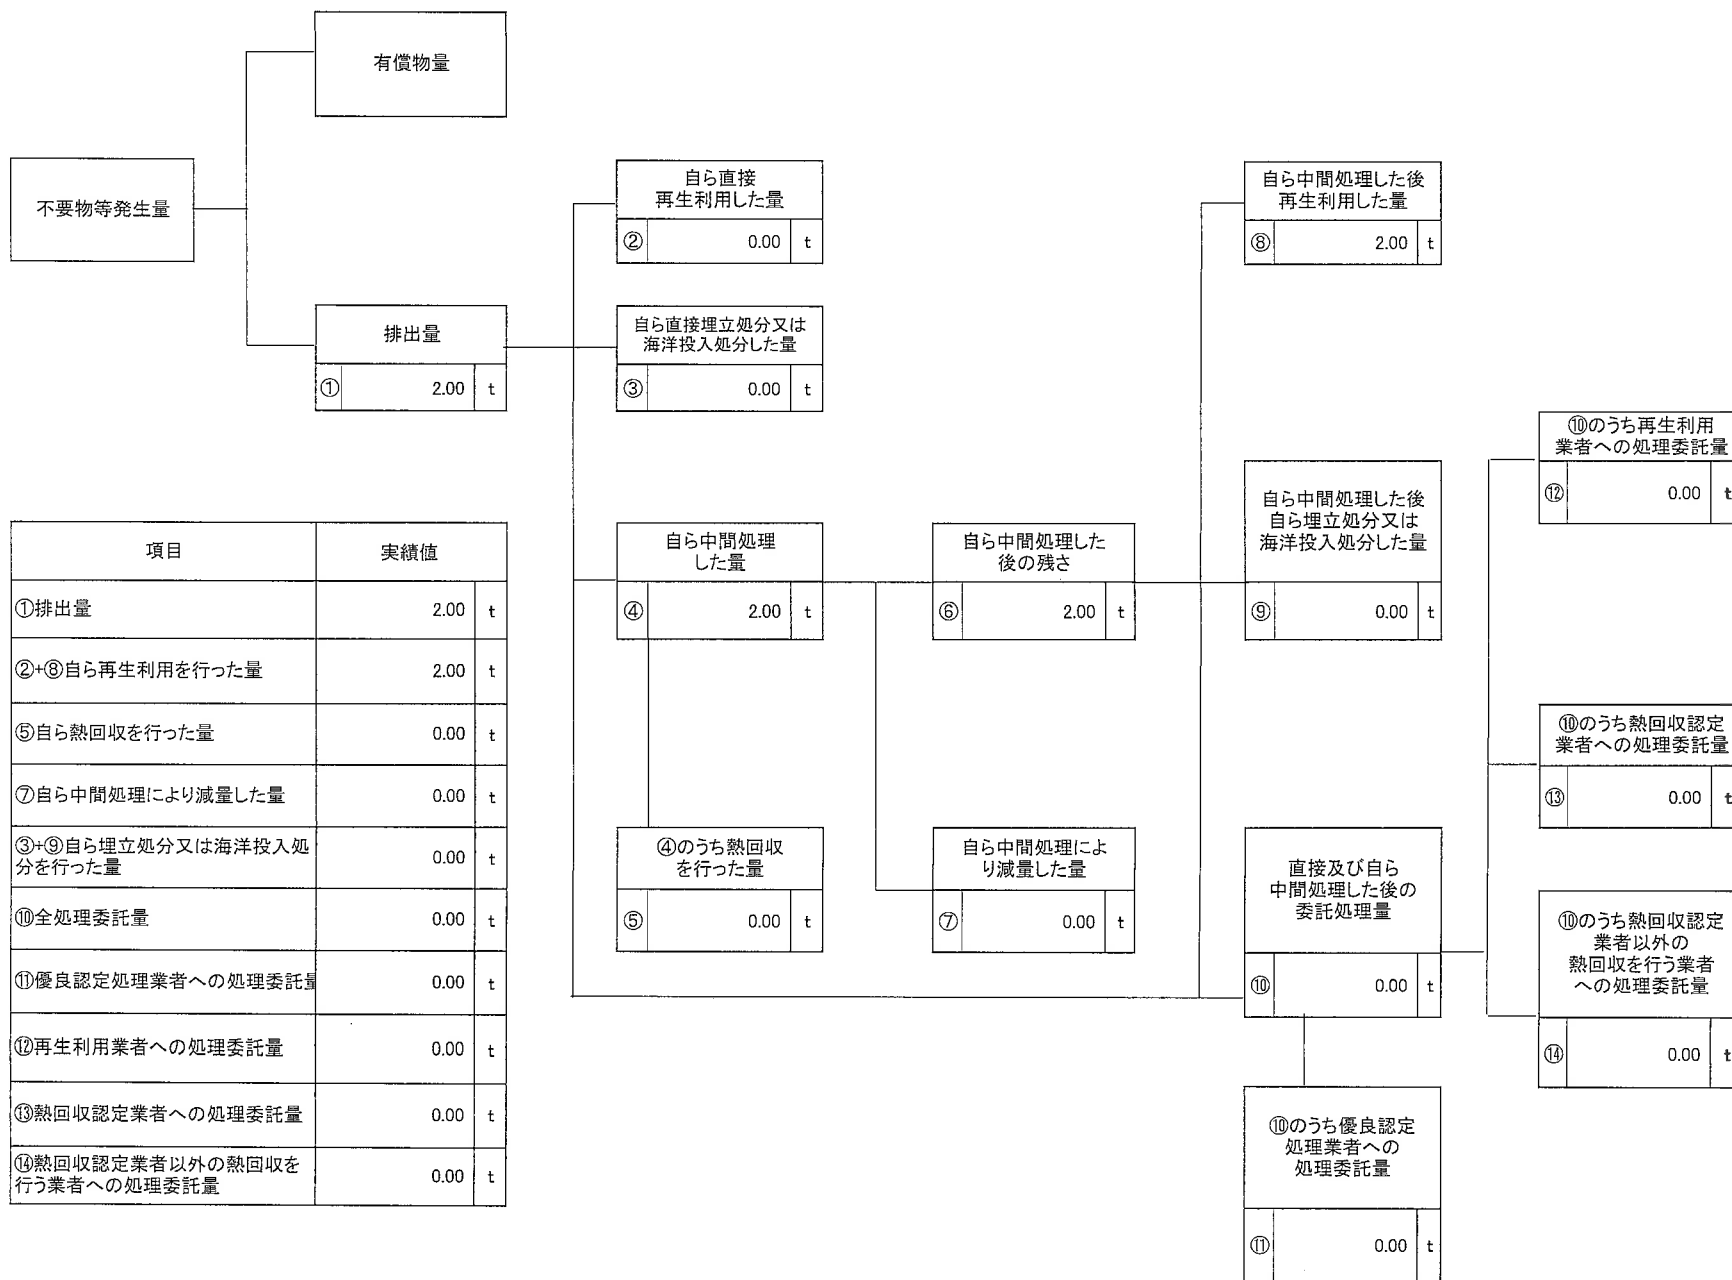 有償物量
不要物等発生量
排出量
① 2.00 t
自ら直接
再生利用した量
② 0.00 t
自ら直接埋立処分又は
海洋投入処分した量
③ 0.00 t
自ら中間処理
した量
④ 2.00 t
④のうち熱回収
を行った量
⑤ 0.00 t
自ら中間処理した
後の残さ
⑥ 2.00 t
自ら中間処理によ
り減量した量
⑦ 0.00 t
自ら中間処理した後
再生利用した量
⑧ 2.00 t
自ら中間処理した後
自ら埋立処分又は
海洋投入処分した量
⑨ 0.00 t
直接及び自ら
中間処理した後の
委託処理量
⑩ 0.00 t
⑩のうち優良認定
処理業者への
処理委託量
⑪ 0.00 t
⑩のうち再生利用
業者への処理委託量
⑫ 0.00 t
⑩のうち熱回収認定
業者への処理委託量
⑬ 0.00 t
⑩のうち熱回収認定
業者以外の
熱回収を行う業者
への処理委託量
⑭ 0.00 t
項目 実績値
①排出量 2.00 t
②+⑧自ら再生利用を行った量 2.00 t
⑤自ら熱回収を行った量 0.00 t
⑦自ら中間処理により減量した量 0.00 t
③+⑨自ら埋立処分又は海洋投入処
分を行った量 0.00 t
⑩全処理委託量 0.00 t
⑪優良認定処理業者への処理委託量 0.00 t
⑫再生利用業者への処理委託量 0.00 t
⑬熱回収認定業者への処理委託量 0.00 t
⑭熱回収認定業者以外の熱回収を
行う業者への処理委託量 0.00 t